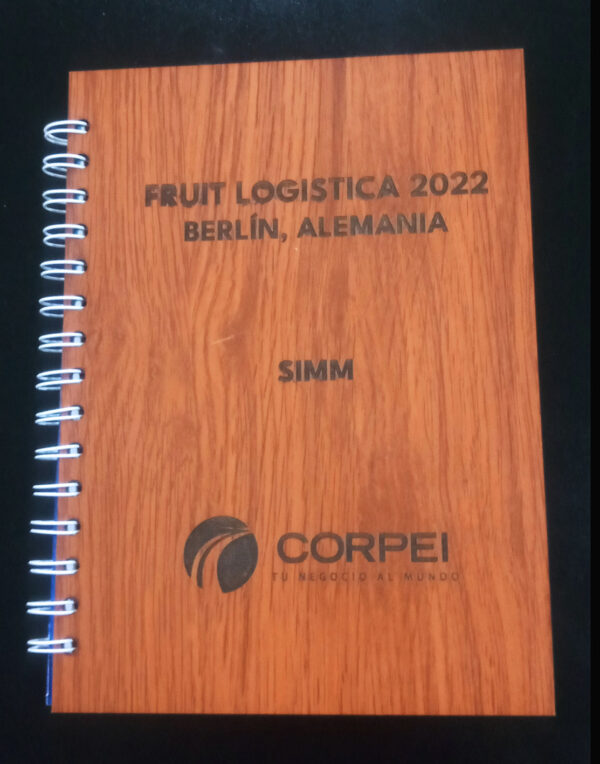 FRUIT LOGISTICA 2022
BERLÍN, ALEMANIA
SIMM
CORPEI
TU NEGOCIO AL MUNDO